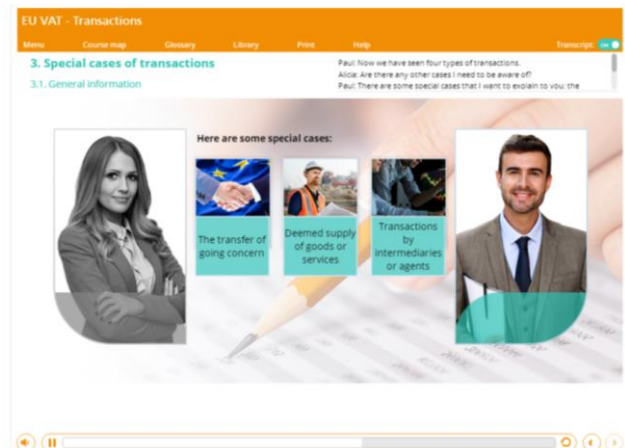 EU VAT - Transactions
Menu Course map Glossary Library Print Help Transcript: ON
3. Special cases of transactions
3.1. General information
Paul: Now we have seen four types of transactions.
Alicia: Are there any other cases I need to be aware of?
Paul: There are some special cases that I want to explain to you: the
Here are some special cases:
The transfer of
going concern
Deemed supply
of goods or
services
Transactions
by
intermediaries
or agents